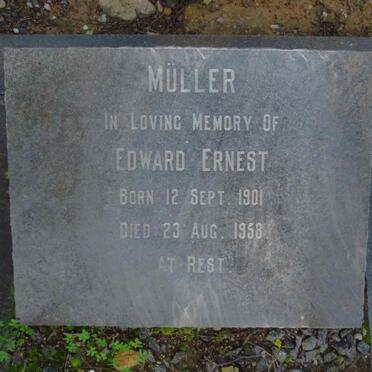 MÜLLER
IN LOVING MEMORY OF
EDWARD ERNEST
BORN 12 SEPT. 1901
DIED 23 AUG. 1958
AT REST